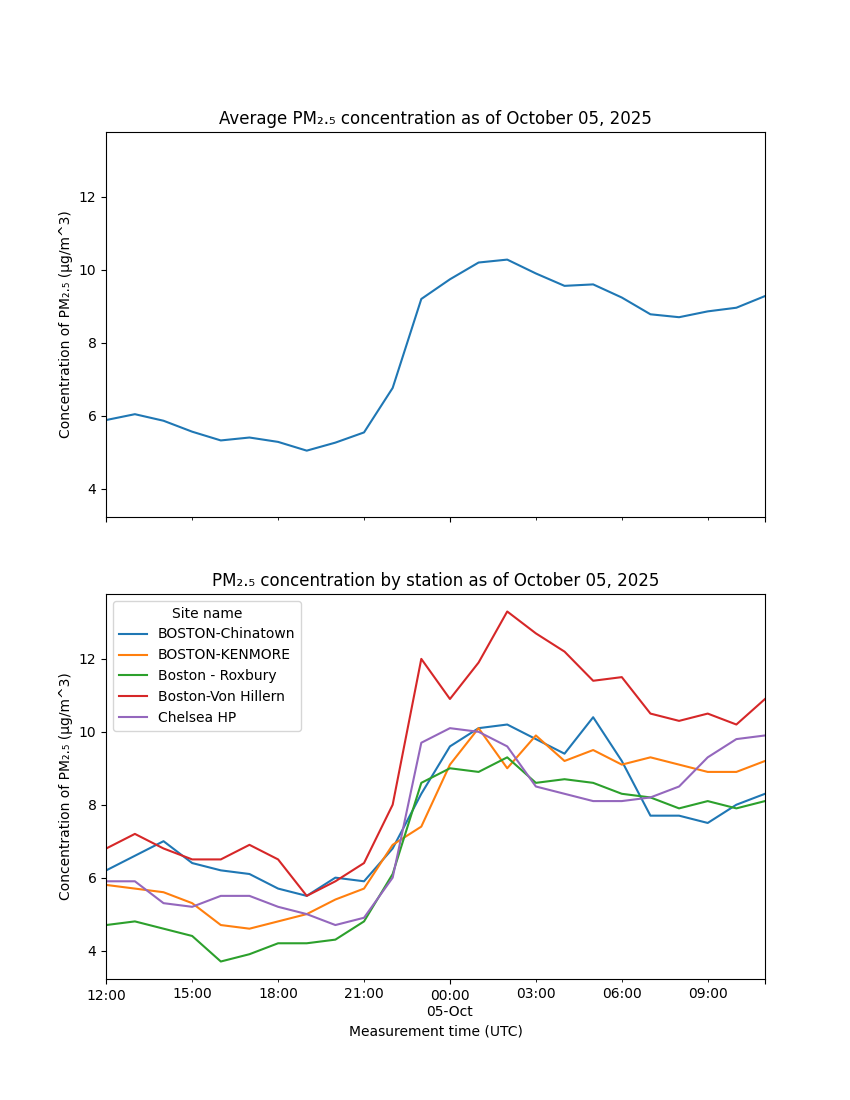 Average PM₂.₅ concentration as of October 05, 2025
Concentration of PM₂.₅ (µg/m^3)
12
10
8
6
4
PM₂.₅ concentration by station as of October 05, 2025
Concentration of PM₂.₅ (µg/m^3)
12
10
8
6
4
Site name
BOSTON-Chinatown
BOSTON-KENMORE
Boston - Roxbury
Boston-Von Hillern
Chelsea HP
12:00 15:00 18:00 21:00 00:00 03:00 06:00 09:00
05-Oct
Measurement time (UTC)